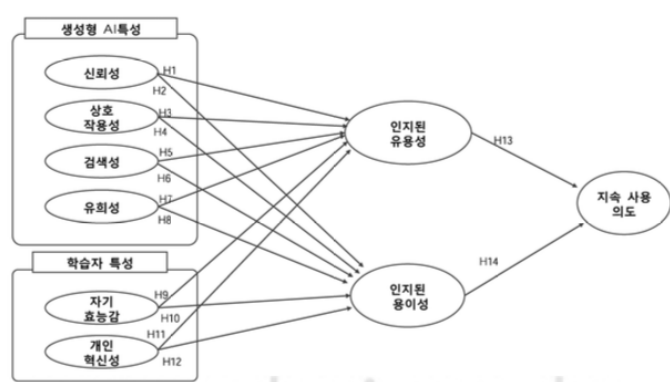 생성형 AI특성
신뢰성
H1
H2
상호
작용성
H3
H4
검색성
H5
H6
유희성
H7
H8
학습자 특성
자기
효능감
H9
H10
개인
혁신성
H11
H12
인지된
유용성
H13
인지된
용이성
H14
지속 사용
의도